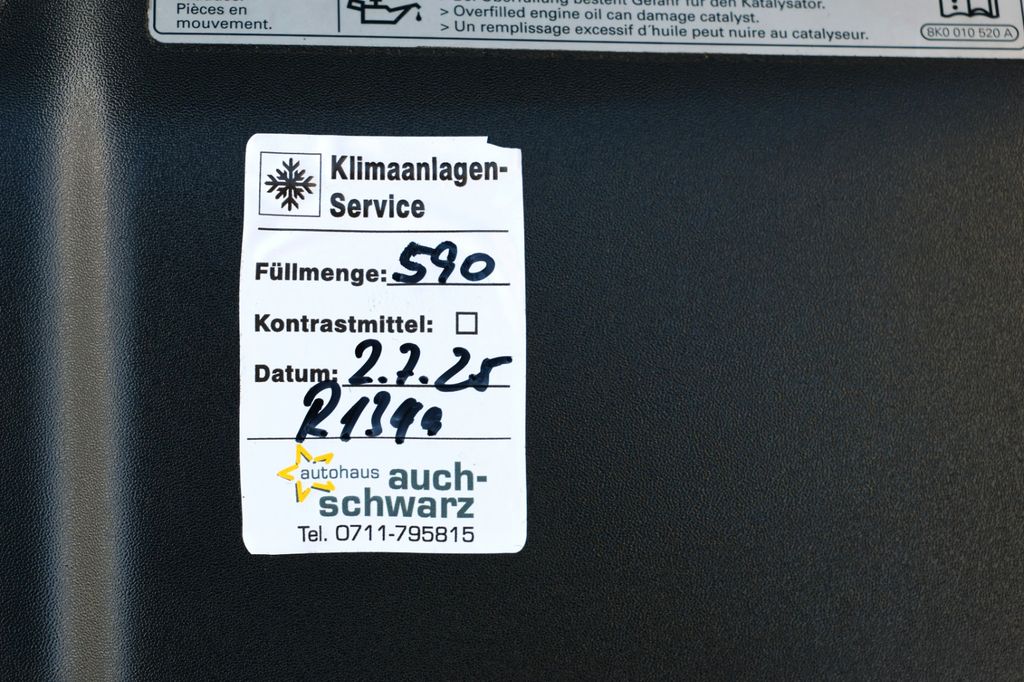 Pièces en
mouvement.
> Overfilled engine oil can damage catalyst.
> Un remplissage excessif d'huile peut nuire au catalyseur.
8K0 010 520 A
Klimaanlagen-
Service
Füllmenge: 590
Kontrastmittel:
Datum: 2.7.25
R134a
autohaus auch-
schwarz
Tel. 0711-795815